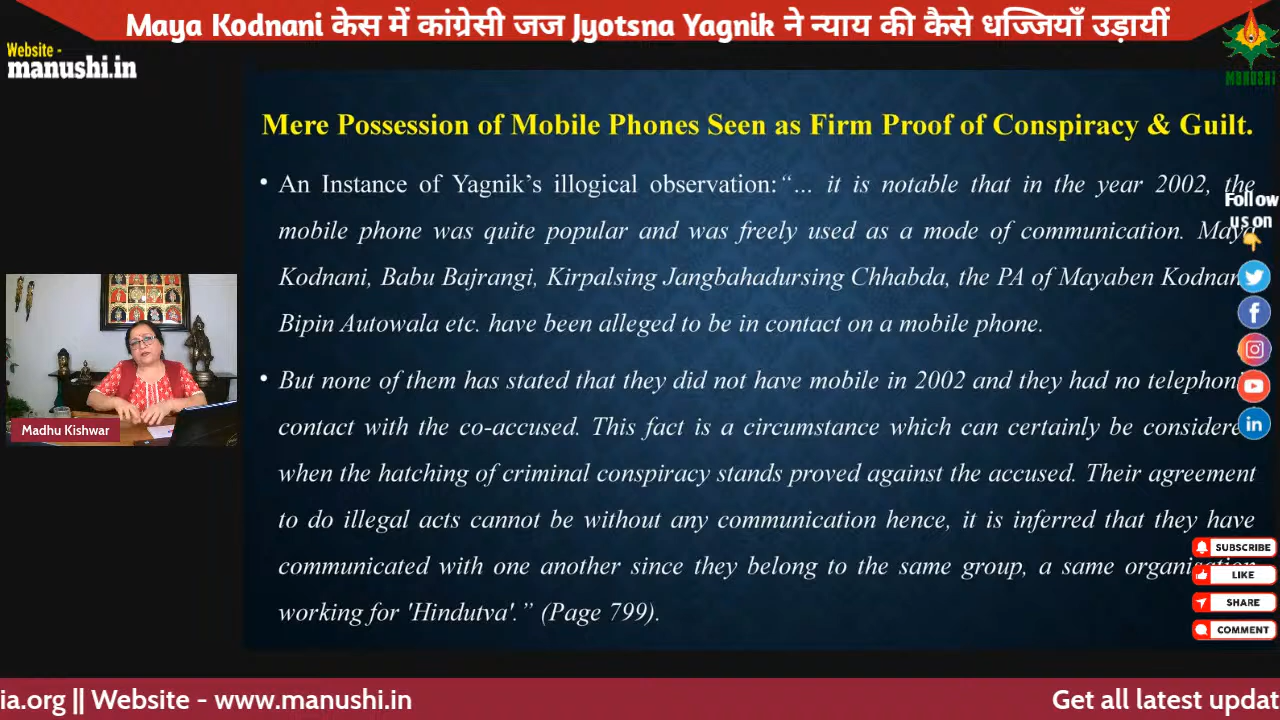 Maya Kodnani केस में कांग्रेसी जज Jyotsna Yagnik ने न्याय की कैसे धज्जियाँ उड़ायीं
Website -
manushi.in
MANUSHI
Mere Possession of Mobile Phones Seen as Firm Proof of Conspiracy & Guilt.
• An Instance of Yagnik’s illogical observation:“... it is notable that in the year 2002, the
mobile phone was quite popular and was freely used as a mode of communication. Maya
Kodnani, Babu Bajrangi, Kirpalsing Jangbahadursing Chhabda, the PA of Mayaben Kodnani
Bipin Autowala etc. have been alleged to be in contact on a mobile phone.
• But none of them has stated that they did not have mobile in 2002 and they had no telephonic
contact with the co-accused. This fact is a circumstance which can certainly be considered
when the hatching of criminal conspiracy stands proved against the accused. Their agreement
to do illegal acts cannot be without any communication hence, it is inferred that they have
communicated with one another since they belong to the same group, a same organisation
working for 'Hindutva'.” (Page 799).
Follow
us on
Madhu Kishwar
SUBSCRIBE
LIKE
SHARE
COMMENT
ia.org || Website - www.manushi.in
Get all latest updat